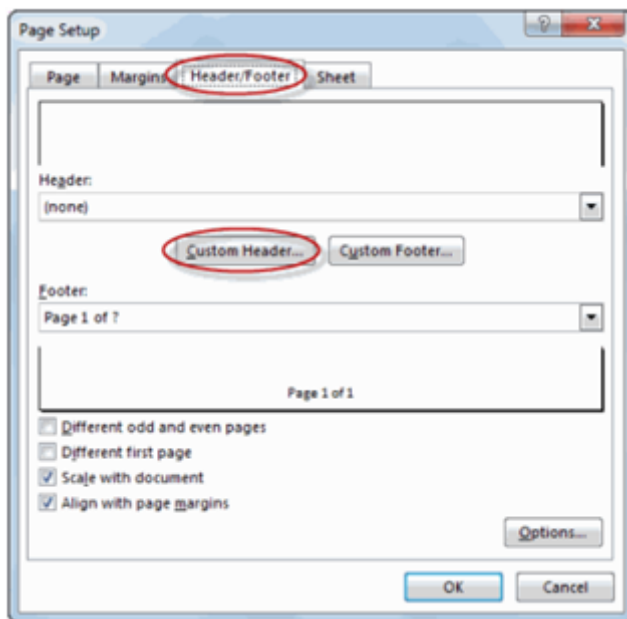 Page Setup
Page Margins Header/Footer Sheet
Header:
(none)
Custom Header... Custom Footer...
Footer:
Page 1 of ?
Page 1 of 1
Different odd and even pages
Different first page
Scale with document
Align with page margins
Options...
OK Cancel